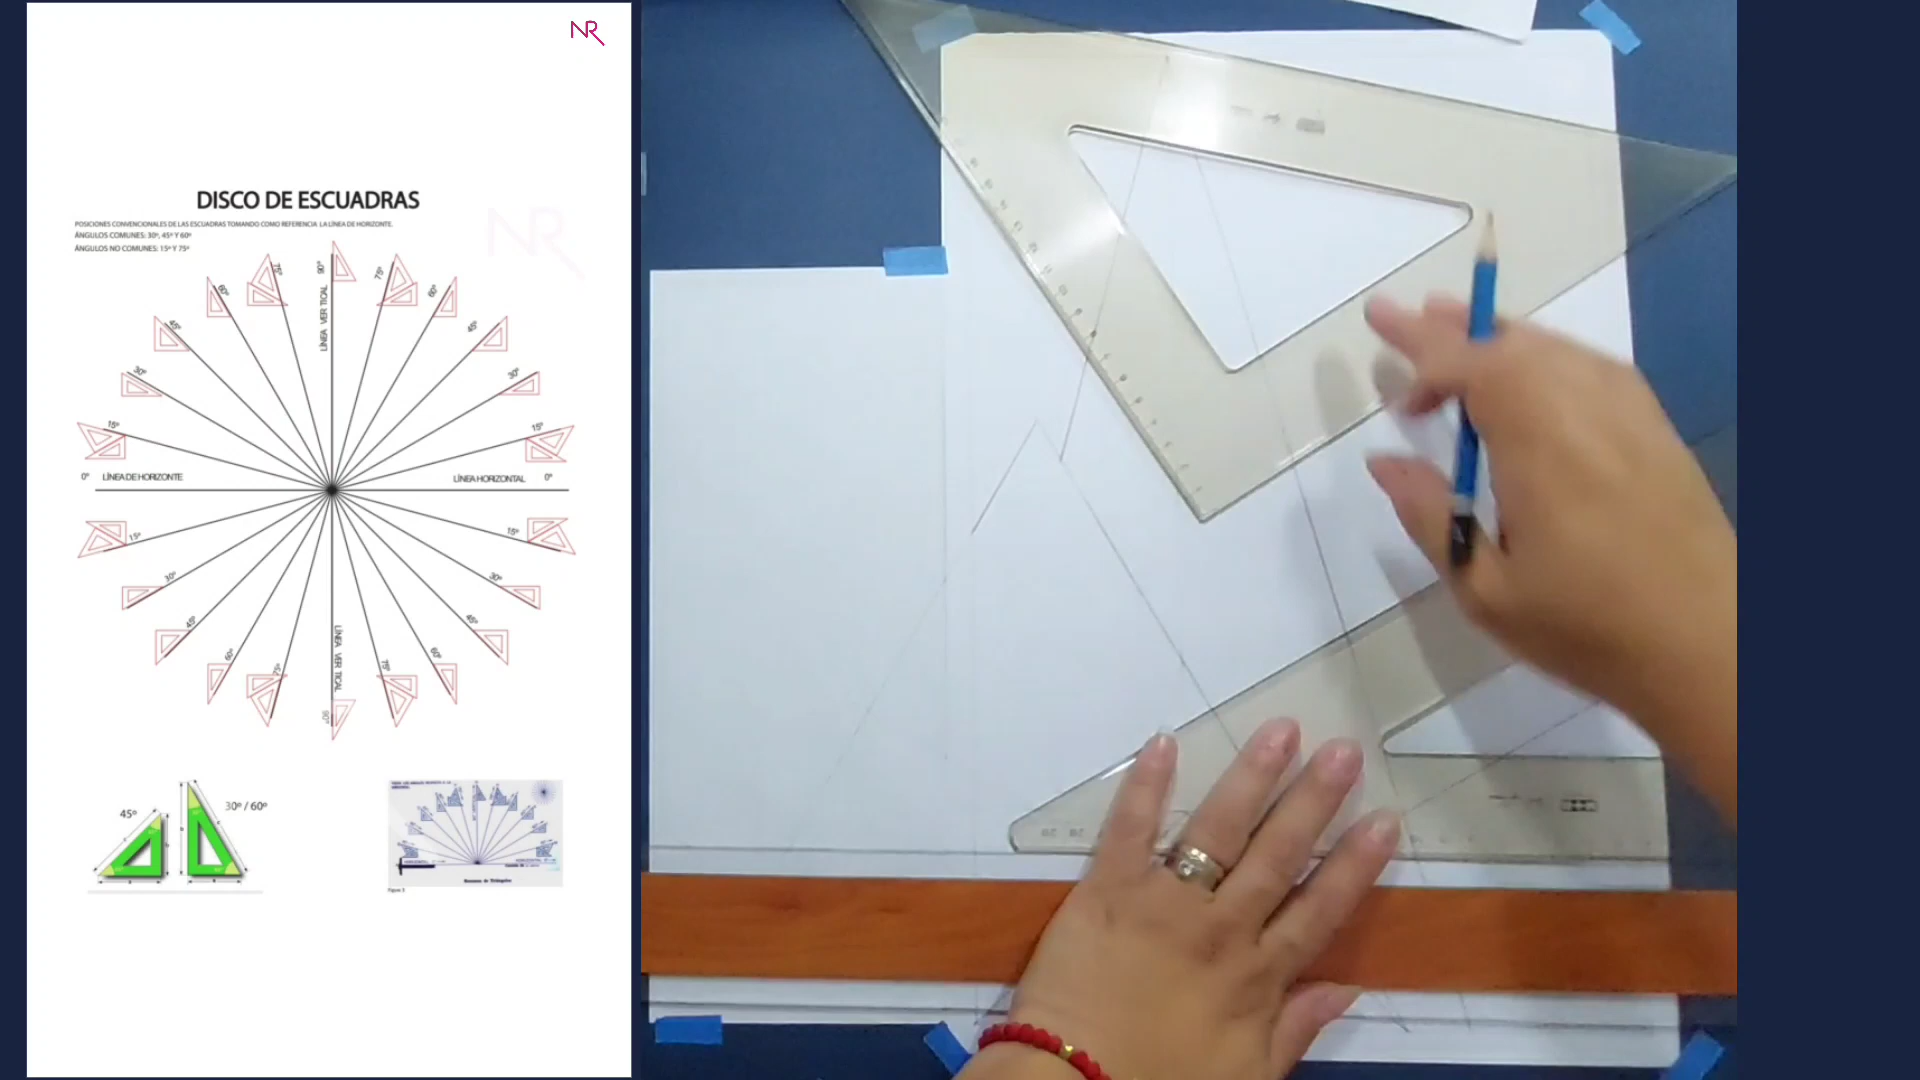 NR
DISCO DE ESCUADRAS
POSICIONES CONVENCIONALES DE LAS ESCUADRAS TOMANDO COMO REFERENCIA LA LÍNEA DE HORIZONTE.
ÁNGULOS COMUNES: 30º, 45º Y 60º
ÁNGULOS NO COMUNES: 15º Y 75º
NR
75º
90º
75º
60º
60º
LÍNEA VERTICAL
45º
45º
30º
30º
15º
15º
0º
LÍNEA DE HORIZONTE
LÍNEA HORIZONTAL
0º
15º
15º
30º
30º
45º
45º
60º
60º
75º
75º
LÍNEA VERTICAL
90º
45º
30º / 60º